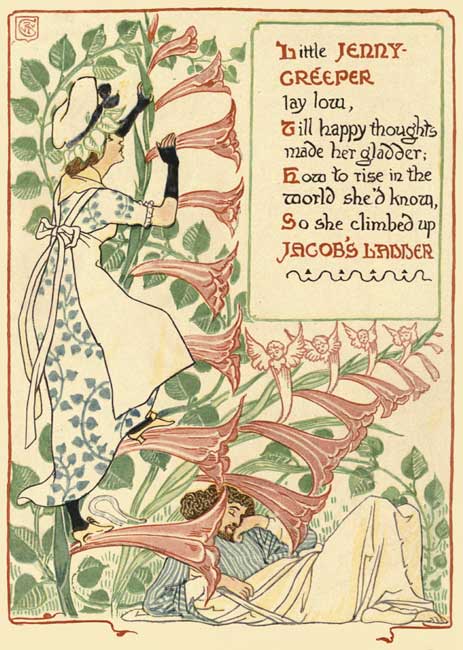 Little JENNY-
CREEPER
lay low,
Till happy thoughts
made her gladder;
How to rise in the
world she'd know,
So she climbed up
JACOB'S LADDER